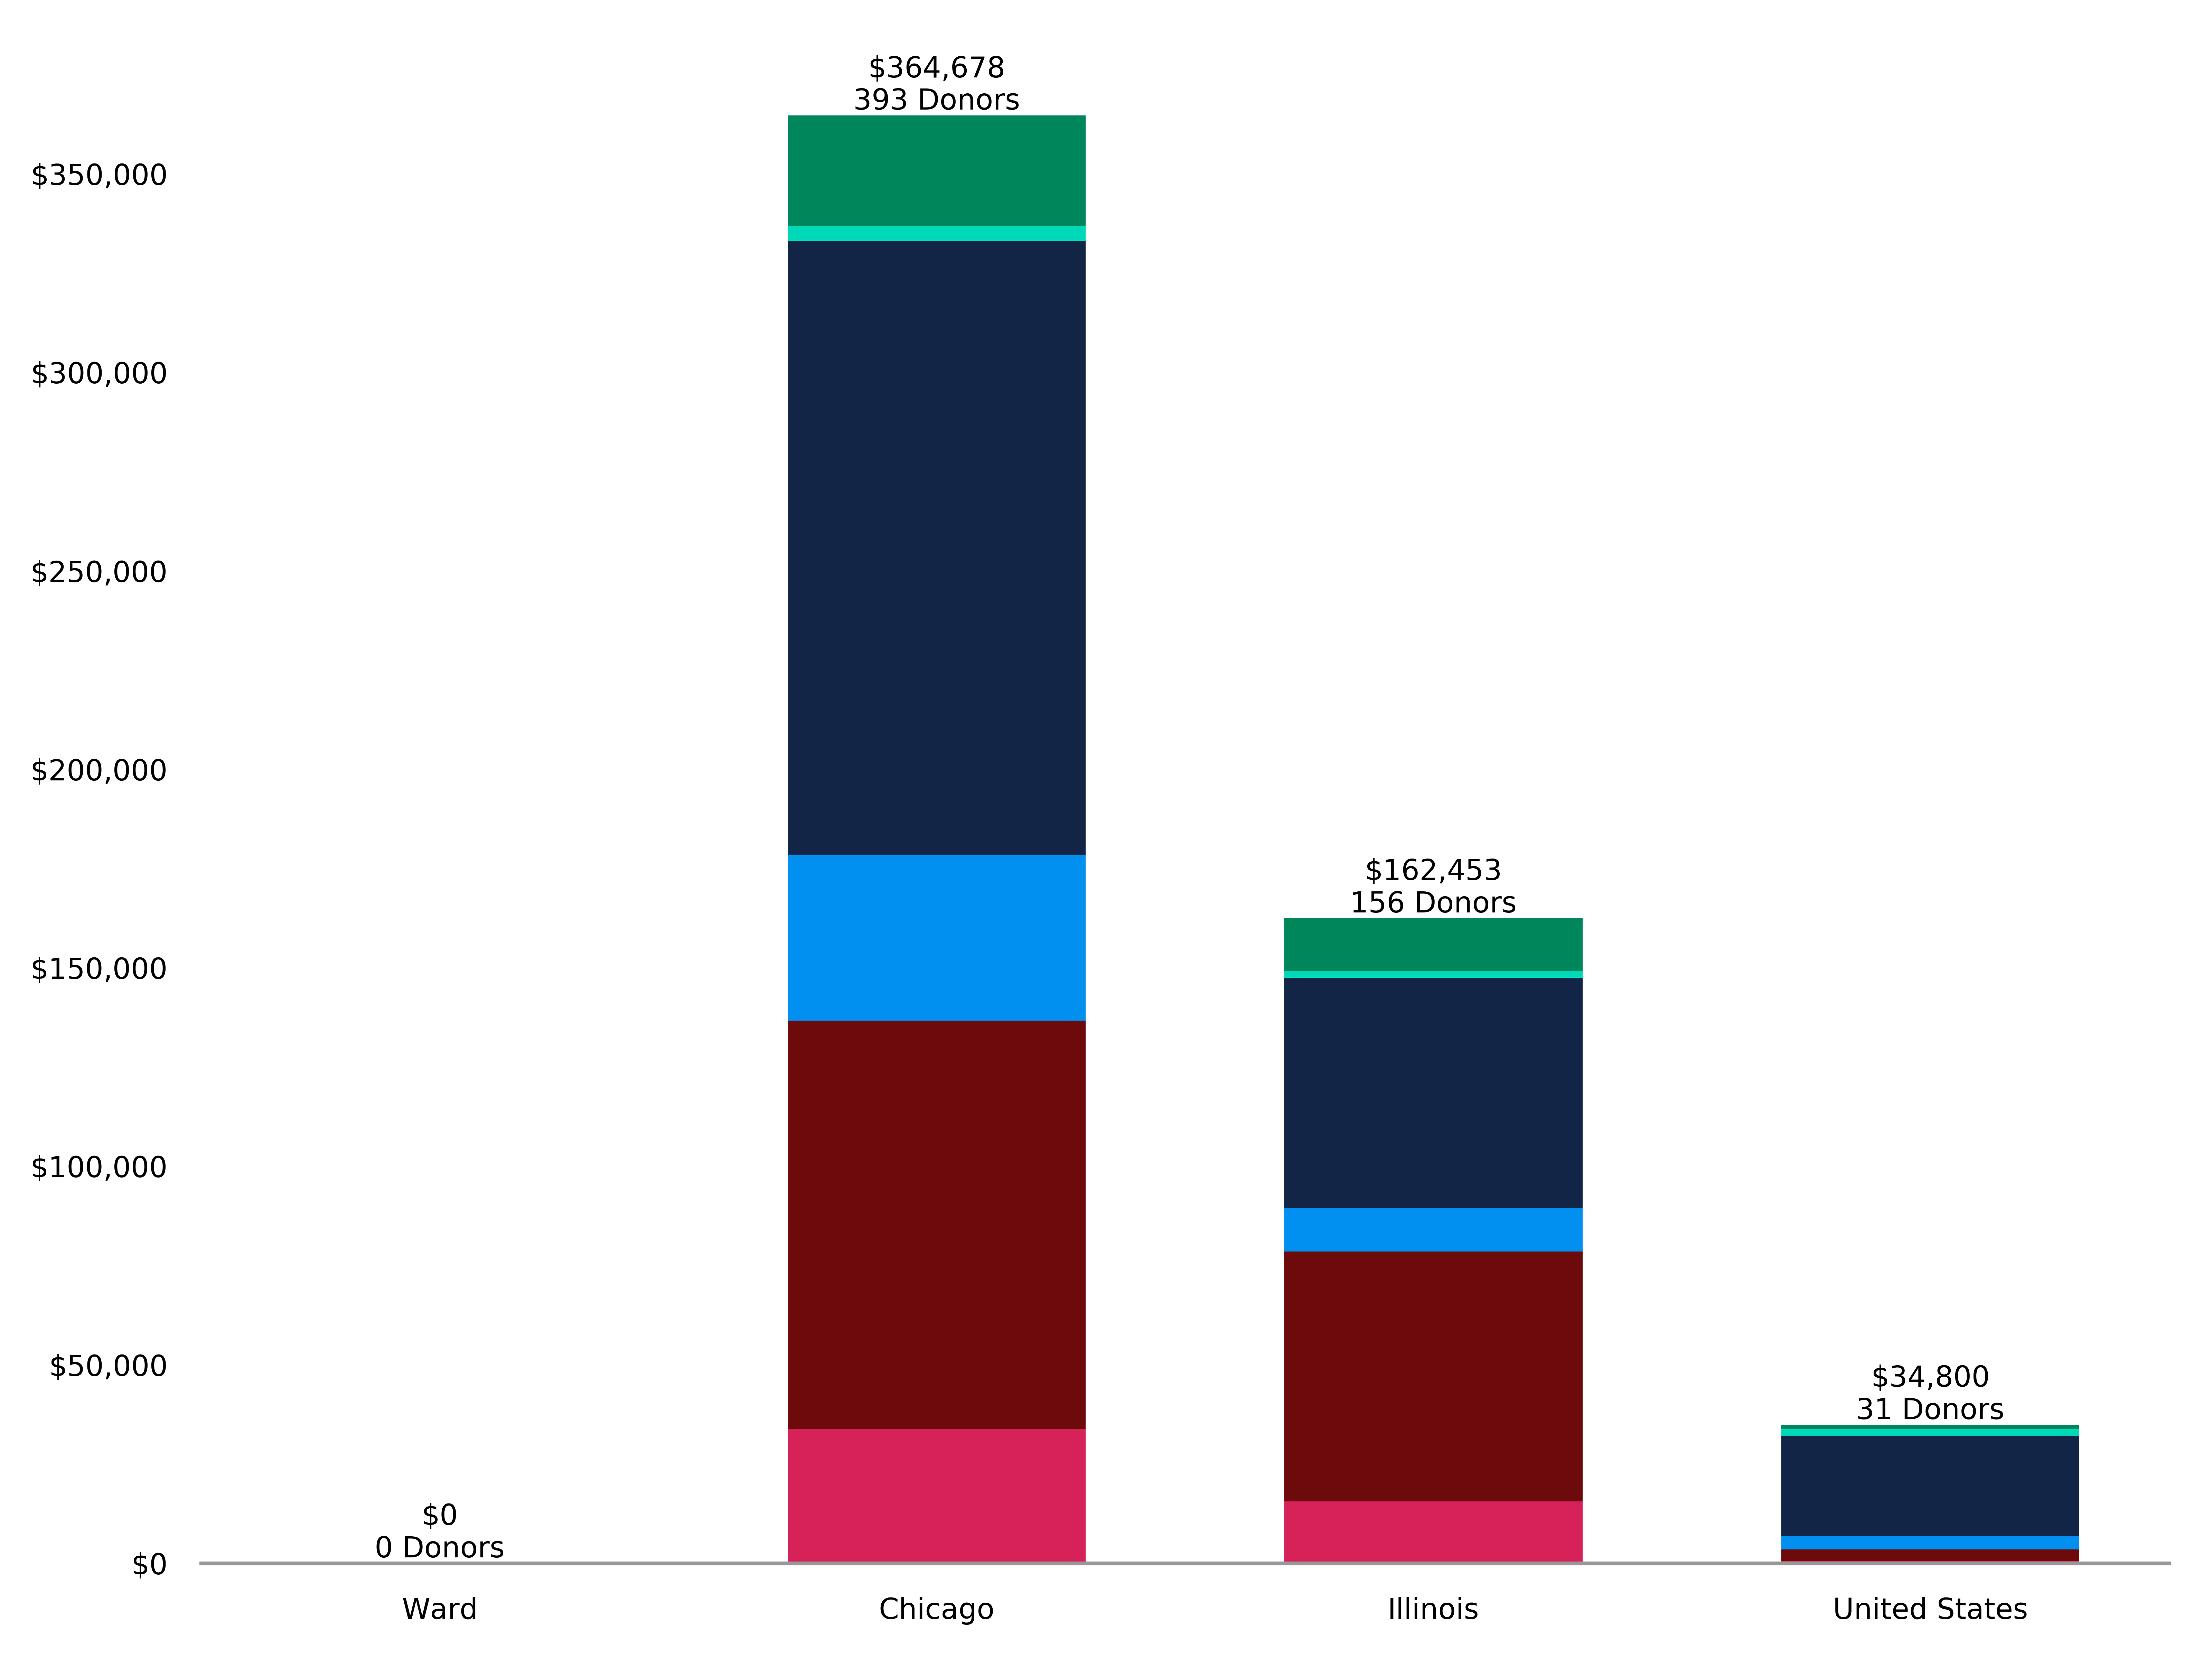 $364,678
393 Donors
$350,000
$300,000
$250,000
$200,000
$162,453
156 Donors
$150,000
$100,000
$50,000
$34,800
31 Donors
$0
0 Donors
$0
Ward
Chicago
Illinois
United States